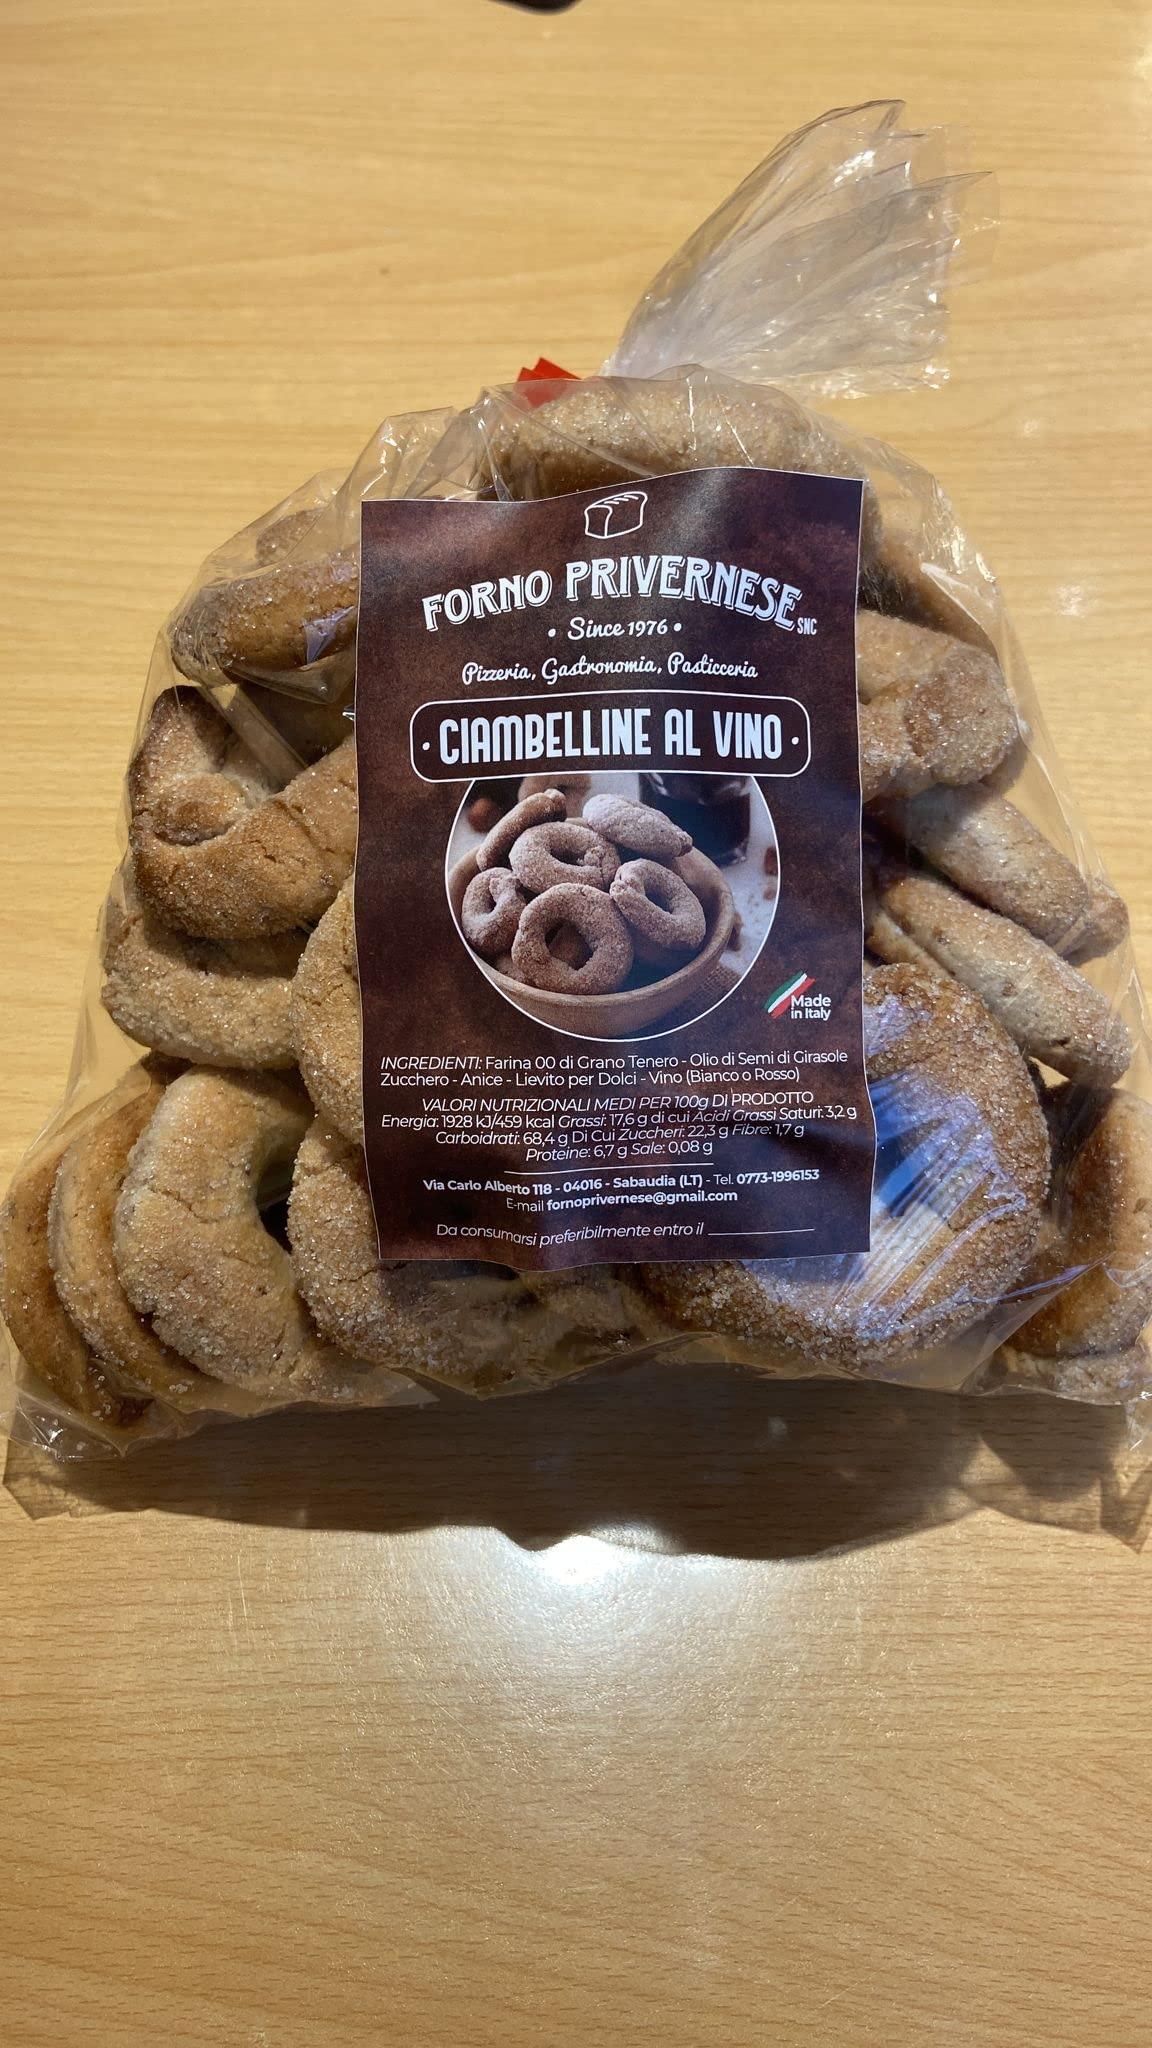 FORNO PRIVERNESE SNC
• Since 1976 •
Pizzeria, Gastronomia, Pasticceria
· CIAMBELLINE AL VINO ·
Made
in Italy
INGREDIENTI: Farina 00 di Grano Tenero - Olio di Semi di Girasole
Zucchero - Anice - Lievito per Dolci - Vino (Bianco o Rosso)
VALORI NUTRIZIONALI MEDI PER 100g DI PRODOTTO
Energia: 1928 kJ/459 kcal Grassi: 17,6 g di cui Acidi Grassi Saturi: 3,2 g
Carboidrati: 68,4 g Di Cui Zuccheri: 22,3 g Fibre: 1,7 g
Proteine: 6,7 g Sale: 0,08 g
Via Carlo Alberto 118 - 04016 - Sabaudia (LT) - Tel. 0773-1996153
E-mail fornoprivernese@gmail.com
Da consumarsi preferibilmente entro il ____________